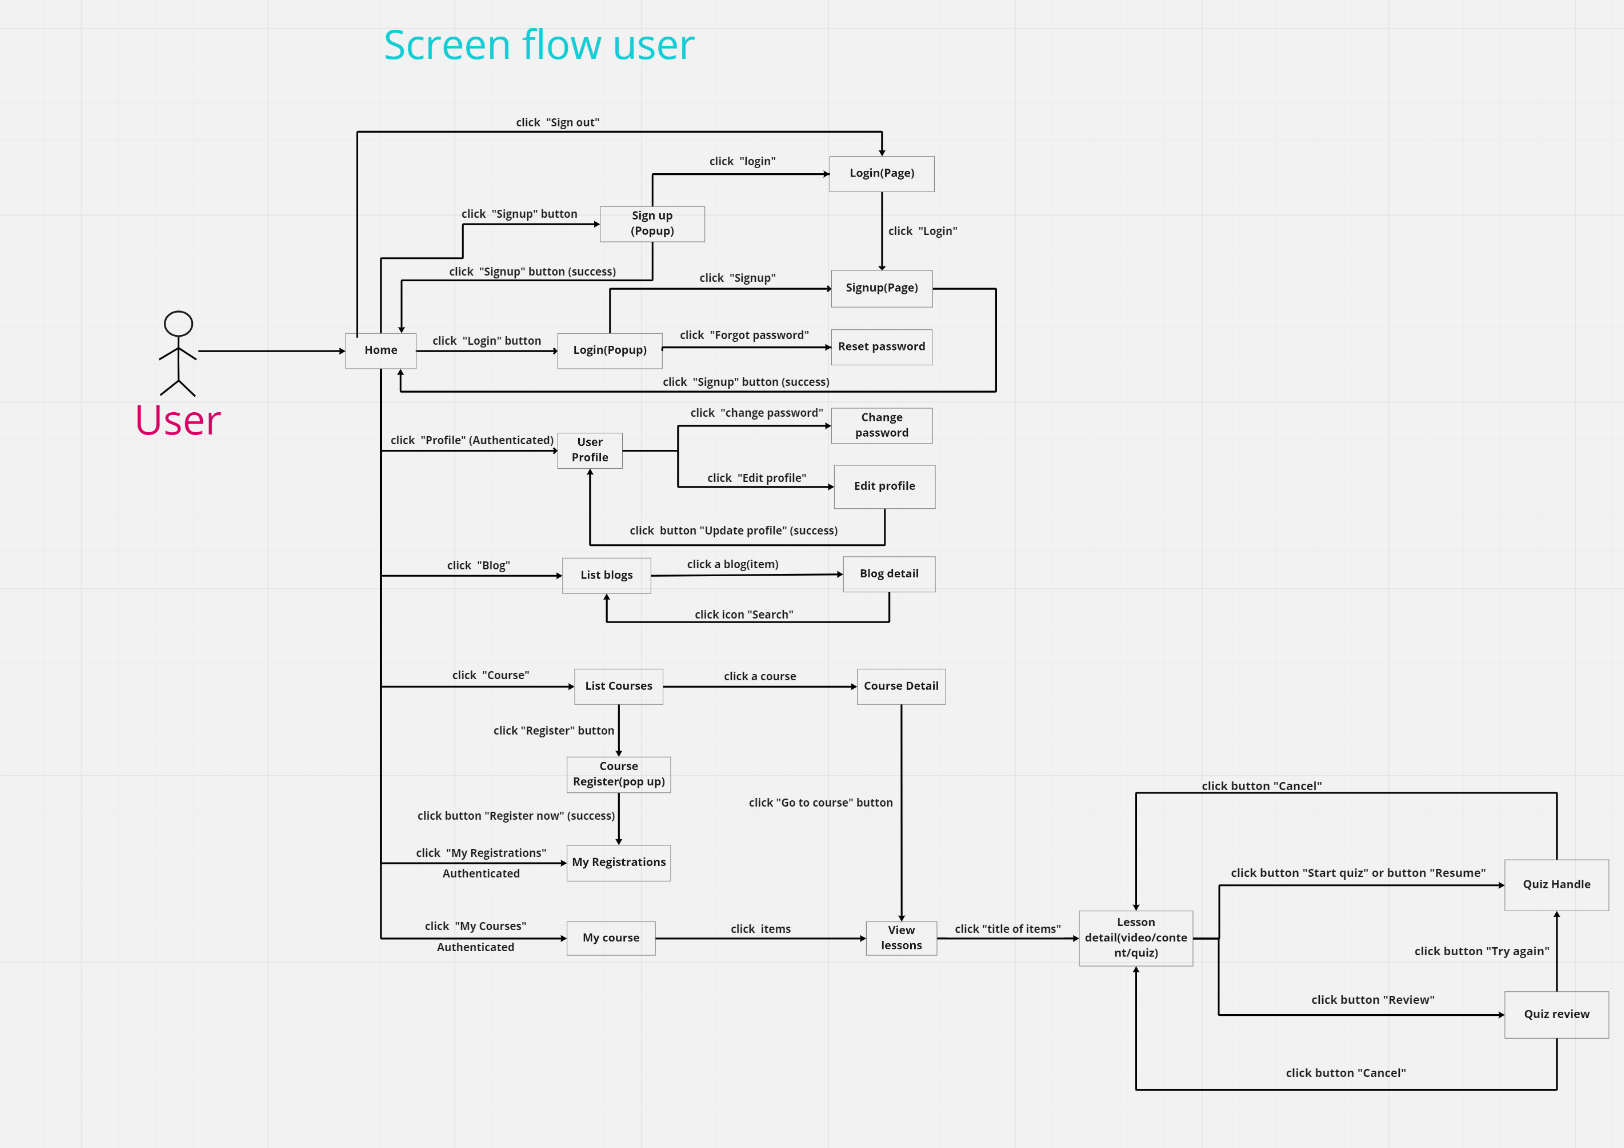 Screen flow user
click "Sign out"
click "login"
Login(Page)
click "Signup" button
Sign up
(Popup)
click "Login"
click "Signup" button (success)
click "Signup"
Signup(Page)
Home
click "Login" button
Login(Popup)
click "Forgot password"
Reset password
click "Signup" button (success)
User
click "Profile" (Authenticated)
User
Profile
click "change password"
Change
password
click "Edit profile"
Edit profile
click button "Update profile" (success)
click "Blog"
List blogs
click a blog(item)
Blog detail
click icon "Search"
click "Course"
List Courses
click a course
Course Detail
click "Register" button
Course
Register(pop up)
click "Go to course" button
click button "Register now" (success)
click "My Registrations"
Authenticated
My Registrations
click "My Courses"
Authenticated
My course
click items
View
lessons
click "title of items"
Lesson
detail(video/conte
nt/quiz)
click button "Cancel"
click button "Start quiz" or button "Resume"
Quiz Handle
click button "Try again"
click button "Review"
Quiz review
click button "Cancel"